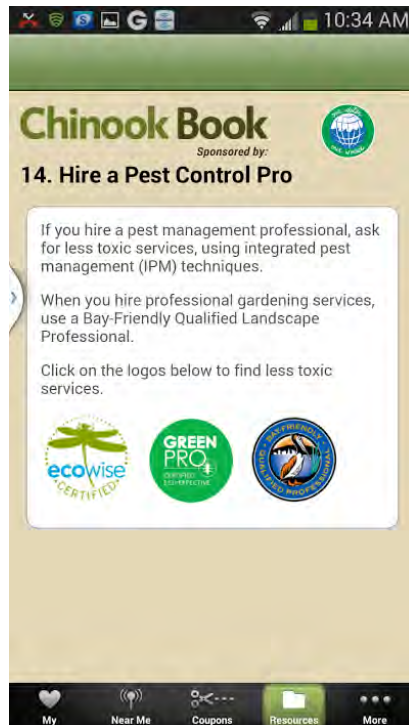 10:34 AM
Chinook Book
Sponsored by:
14. Hire a Pest Control Pro
If you hire a pest management professional, ask
for less toxic services, using integrated pest
management (IPM) techniques.
When you hire professional gardening services,
use a Bay-Friendly Qualified Landscape
Professional.
Click on the logos below to find less toxic
services.
ecowise
CERTIFIED
GREEN
PRO
CERTIFIED
BAY-FRIENDLY
QUALIFIED PROFESSIONAL
My
Near Me
Coupons
Resources
More